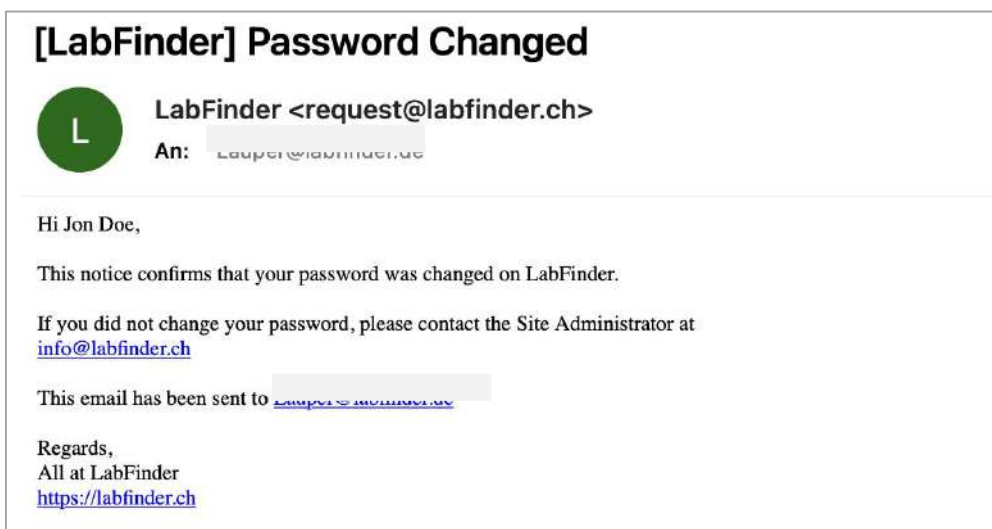 [LabFinder] Password Changed
L
LabFinder <request@labfinder.ch>
An:
Hi Jon Doe,
This notice confirms that your password was changed on LabFinder.
If you did not change your password, please contact the Site Administrator at
info@labfinder.ch
This email has been sent to
Regards,
All at LabFinder
https://labfinder.ch